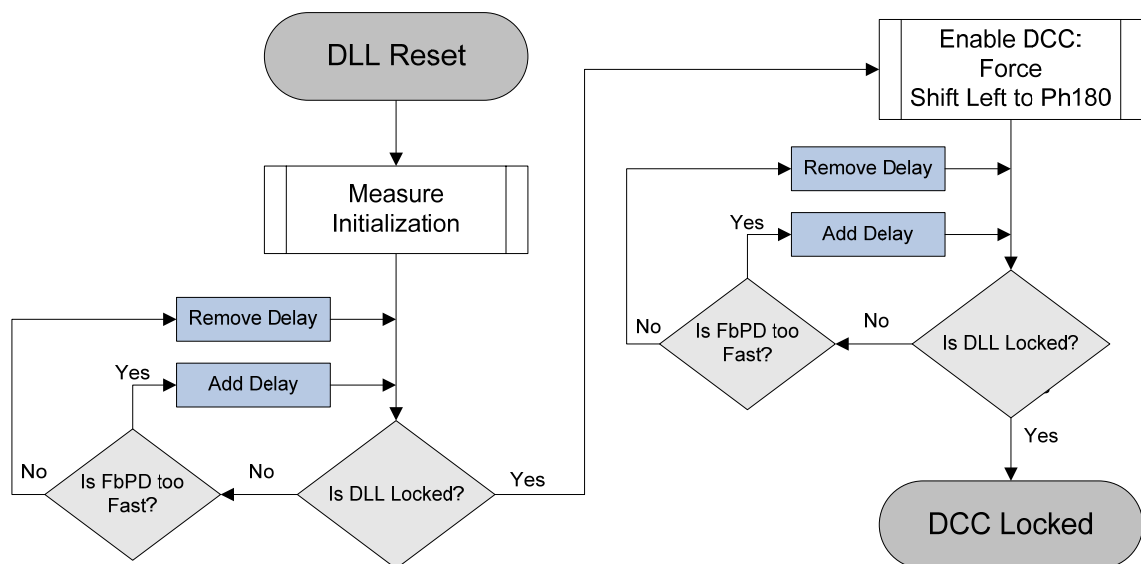 DLL Reset
Measure
Initialization
Remove Delay
Yes
Add Delay
No
Is FbPD too
Fast?
No
Is DLL Locked?
Yes
Enable DCC:
Force
Shift Left to Ph180
Remove Delay
Yes
Add Delay
No
Is FbPD too
Fast?
No
Is DLL Locked?
Yes
DCC Locked